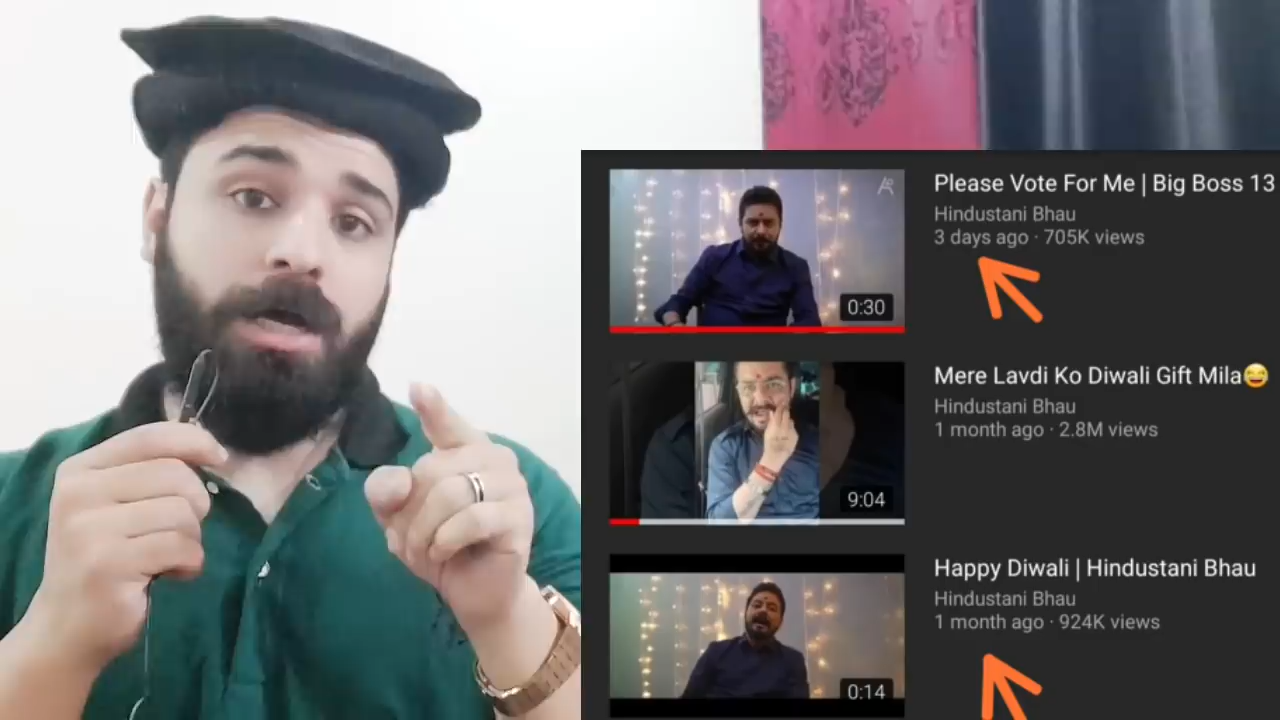 Please Vote For Me | Big Boss 13
Hindustani Bhau
3 days ago · 705K views
0:30
Mere Lavdi Ko Diwali Gift Mila😂
Hindustani Bhau
1 month ago · 2.8M views
9:04
Happy Diwali | Hindustani Bhau
Hindustani Bhau
1 month ago · 924K views
0:14